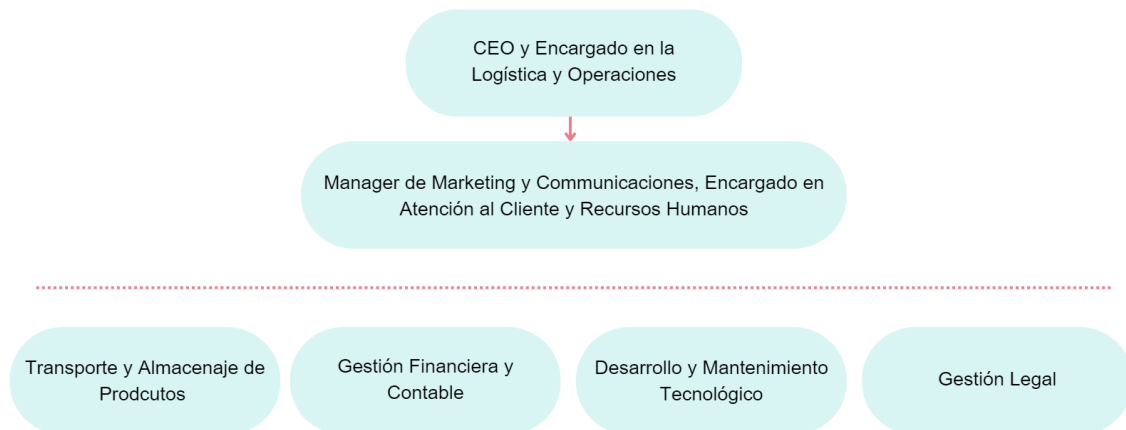 CEO y Encargado en la
Logística y Operaciones
Manager de Marketing y Communicaciones, Encargado en
Atención al Cliente y Recursos Humanos
Transporte y Almacenaje de
Prodcutos
Gestión Financiera y
Contable
Desarrollo y Mantenimiento
Tecnológico
Gestión Legal